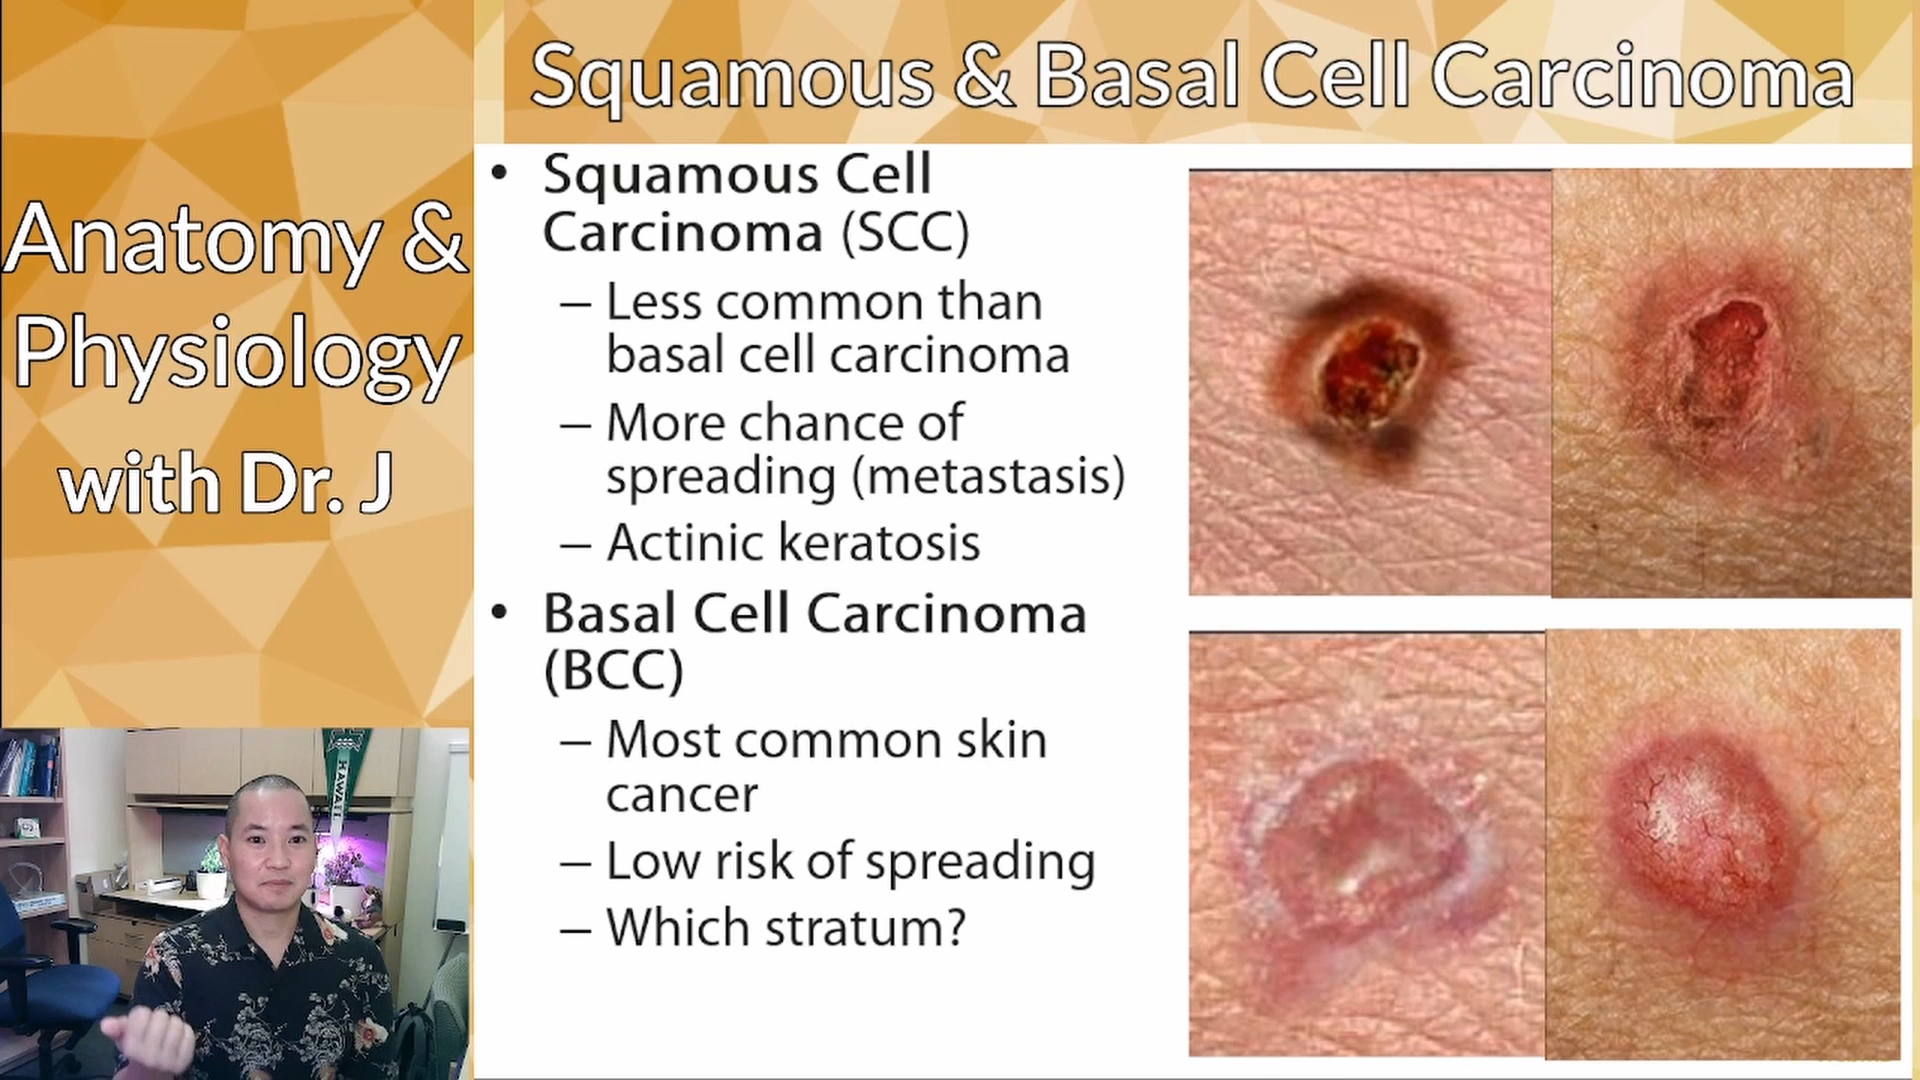 Squamous & Basal Cell Carcinoma
Anatomy &
Physiology
with Dr. J
• Squamous Cell
Carcinoma (SCC)
– Less common than
basal cell carcinoma
– More chance of
spreading (metastasis)
– Actinic keratosis
• Basal Cell Carcinoma
(BCC)
– Most common skin
cancer
– Low risk of spreading
– Which stratum?
HAWAI'I